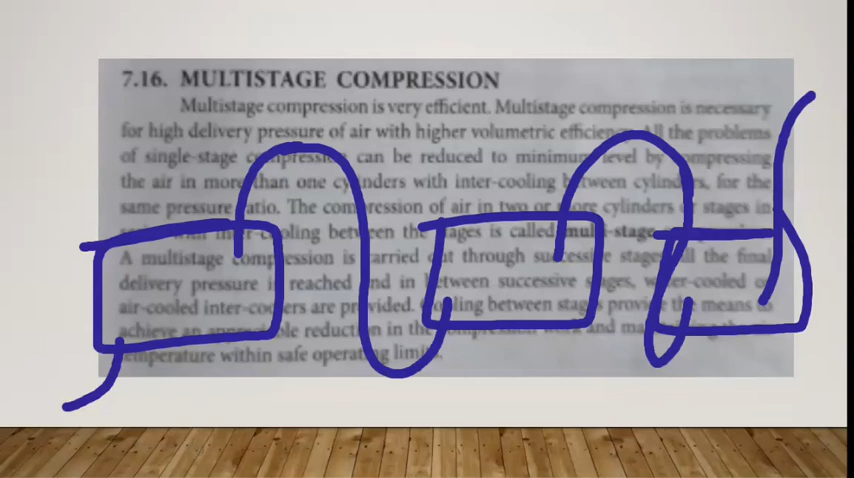 7.16. MULTISTAGE COMPRESSION
Multistage compression is very efficient. Multistage compression is necessary
for high delivery pressure of air with higher volumetric efficiency. All the problems
of single-stage compression can be reduced to minimum level by compressing
the air in more than one cylinders with inter-cooling between cylinders, for the
same pressure ratio. The compression of air in two or more cylinders or stages in
with inter-cooling between the stages is called multi-stage
A multistage compression is carried out through successive stages till the final
delivery pressure is reached and in between successive stages, water-cooled or
air-cooled inter-coolers are provided. Cooling between stages provide the means to
achieve an appreciable reduction in the compression work and
temperature within safe operating limits.